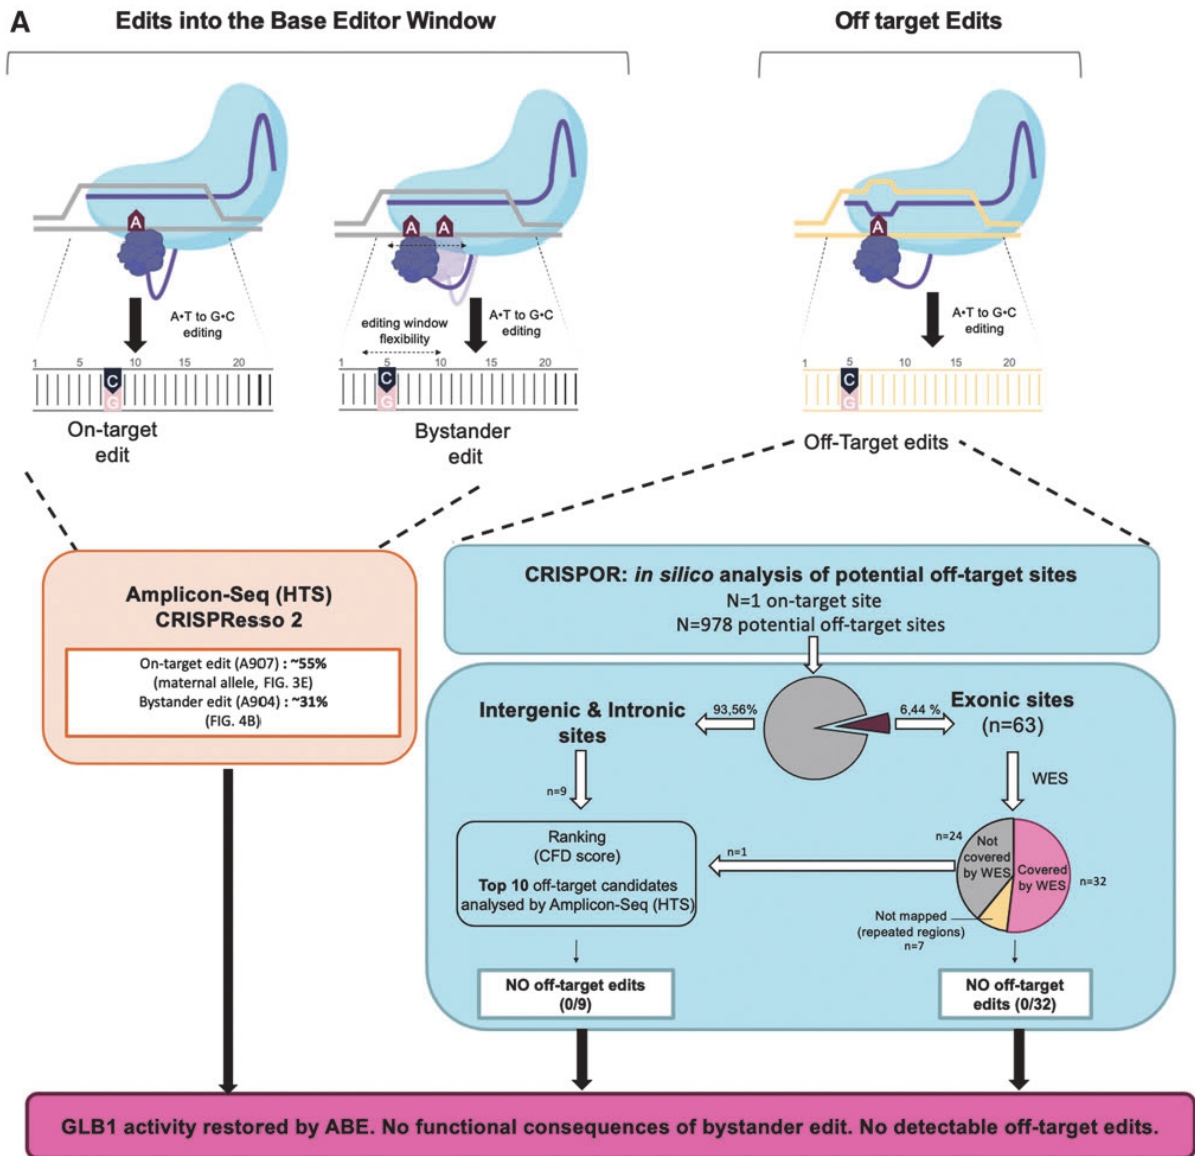 A
Edits into the Base Editor Window
Off target Edits
A
A•T to G•C
editing
1 5 10 15 20
C
G
On-target
edit
A A
editing window
flexibility
A•T to G•C
editing
1 5 10 15 20
C
G
Bystander
edit
A
A•T to G•C
editing
1 5 10 15 20
C
G
Off-Target edits
Amplicon-Seq (HTS)
CRISPResso 2
On-target edit (A907) : ~55%
(maternal allele, FIG. 3E)
Bystander edit (A904) : ~31%
(FIG. 4B)
CRISPOR: in silico analysis of potential off-target sites
N=1 on-target site
N=978 potential off-target sites
Intergenic & Intronic
sites
93,56%
6,44 %
Exonic sites
(n=63)
n=9
WES
Ranking
(CFD score)
Top 10 off-target candidates
analysed by Amplicon-Seq (HTS)
n=1
n=24
Not
covered
by WES
Covered
by WES
n=32
Not mapped
(repeated regions)
n=7
NO off-target edits
(0/9)
NO off-target
edits (0/32)
GLB1 activity restored by ABE. No functional consequences of bystander edit. No detectable off-target edits.